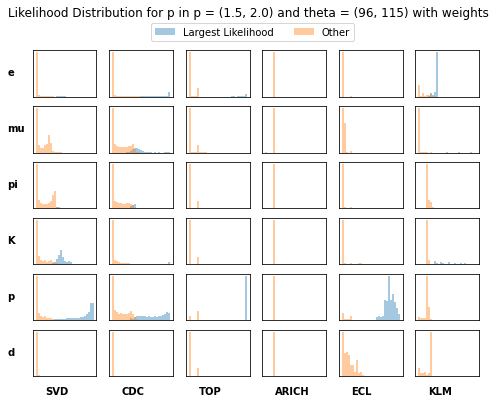 Likelihood Distribution for p in p = (1.5, 2.0) and theta = (96, 115) with weights
Largest Likelihood Other
e
mu
pi
K
p
d
SVD CDC TOP ARICH ECL KLM